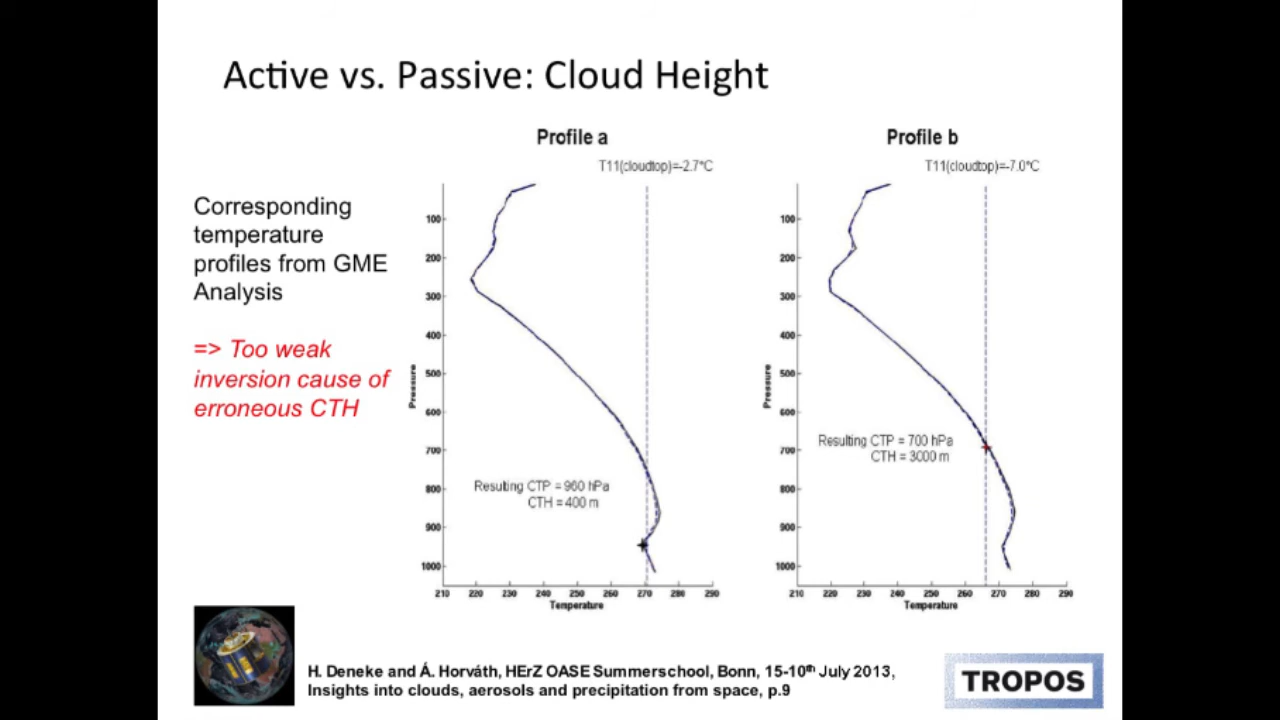 Active vs. Passive: Cloud Height
Corresponding
temperature
profiles from GME
Analysis
=> Too weak
inversion cause of
erroneous CTH
Profile a
T11(cloudtop)=-2.7°C
100
200
300
400
500
600
700
800
900
1000
Pressure
Resulting CTP = 960 hPa
CTH = 400 m
210 220 230 240 250 260 270 280 290
Temperature
Profile b
T11(cloudtop)=-7.0°C
100
200
300
400
500
600
700
800
900
1000
Pressure
Resulting CTP = 700 hPa
CTH = 3000 m
210 220 230 240 250 260 270 280 290
Temperature
H. Deneke and Á. Horváth, HErZ OASE Summerschool, Bonn, 15-10th July 2013,
Insights into clouds, aerosols and precipitation from space, p.9
TROPOS